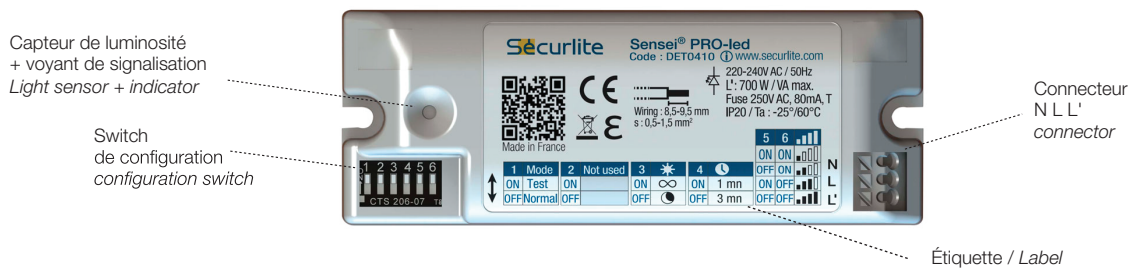 Capteur de luminosité
+ voyant de signalisation
Light sensor + indicator
Switch
de configuration
configuration switch
Sécurlite
Sensei® PRO-led
Code : DET0410 ⓘ www.securlite.com
Made in France
CE
Wiring : 8,5-9,5 mm
s : 0,5-1,5 mm²
220-240V AC / 50Hz
L' : 700 W / VA max.
Fuse 250V AC, 80mA, T
IP20 / Ta : -25°/60°C
1 2 3 4 5 6
CTS 206-07
1 Mode 2 Not used 3 4
ON Test ON ON ∞ ON 1 mn
OFF Normal OFF OFF OFF 3 mn
5 6
ON ON
OFF ON
ON OFF
OFF OFF
N
L
L'
Connecteur
N L L'
connector
Étiquette / Label